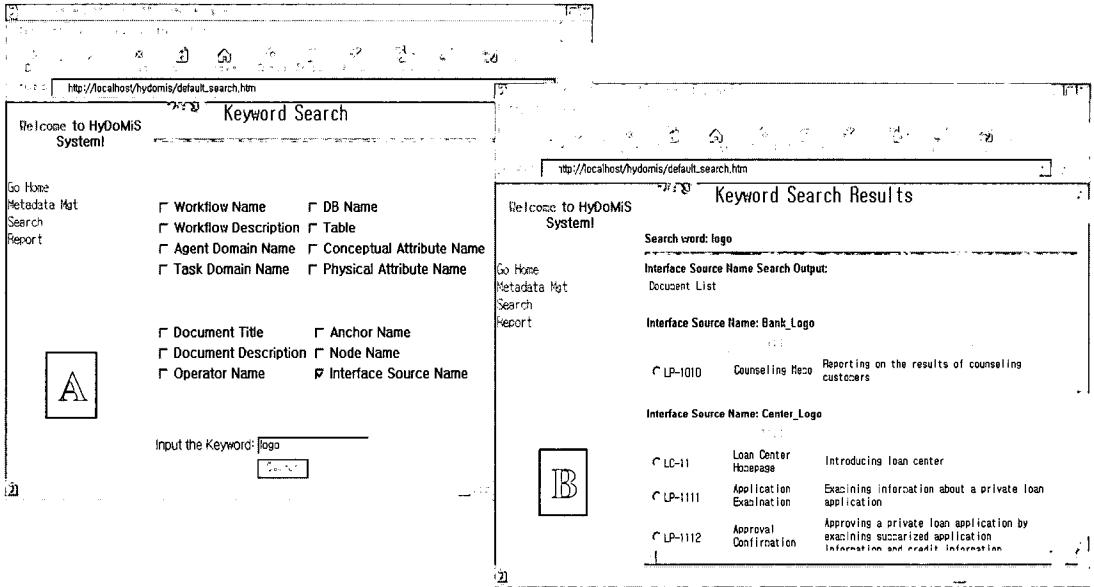 http://localhost/hydomis/default_search.htm
Keyword Search
Welcome to HyDoMiS
System!
Go Home
Metadata Mgt
Search
Report
Workflow Name
DB Name
Workflow Description
Table
Agent Domain Name
Conceptual Attribute Name
Task Domain Name
Physical Attribute Name
Document Title
Anchor Name
Document Description
Node Name
Operator Name
Interface Source Name
A
Input the Keyword: logo
http://localhost/hydomis/default_search.htm
Keyword Search Results
Welcome to HyDoMiS
System!
Go Home
Metadata Mgt
Search
Report
Search word: logo
Interface Source Name Search Output:
Document List
Interface Source Name: Bank_Logo
LP-1010
Counseling Memo
Reporting on the results of counseling
customers
Interface Source Name: Center_Logo
LC-11
Loan Center
Homepage
Introducing loan center
LP-1111
Application
Examination
Examining information about a private loan
application
LP-1112
Approval
Confirmation
Approving a private loan application by
examining summarized application
information and credit information
B